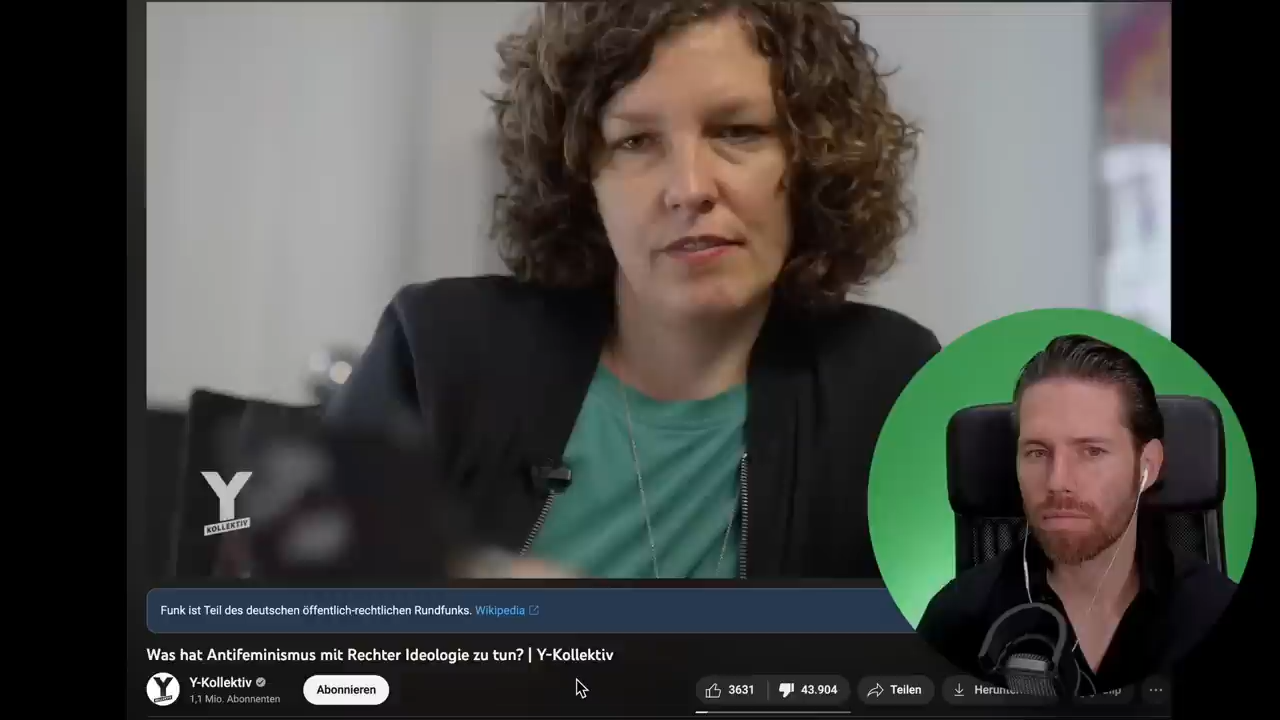 Y
KOLLEKTIV
Funk ist Teil des deutschen öffentlich-rechtlichen Rundfunks. Wikipedia
Was hat Antifeminismus mit Rechter Ideologie zu tun? | Y-Kollektiv
Y-Kollektiv
1,1 Mio. Abonnenten
Abonnieren
3631
43.904
Teilen